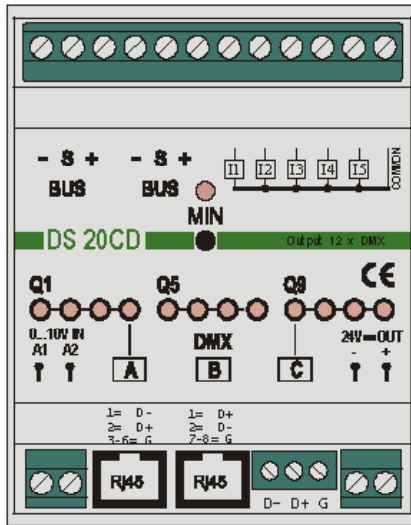 - S + - S + I1 I2 I3 I4 I5 COMMON
BUS BUS
MIN
DS 20CD Output 12 x DMX
Q1 Q5 Q9 CE
0...10V IN DMX 24V=OUT
A1 A2 A B C - +
1= D- 1= D+
2= D+ 2= D-
3-6= G 7-8= G
RJ45 RJ45
D- D+ G